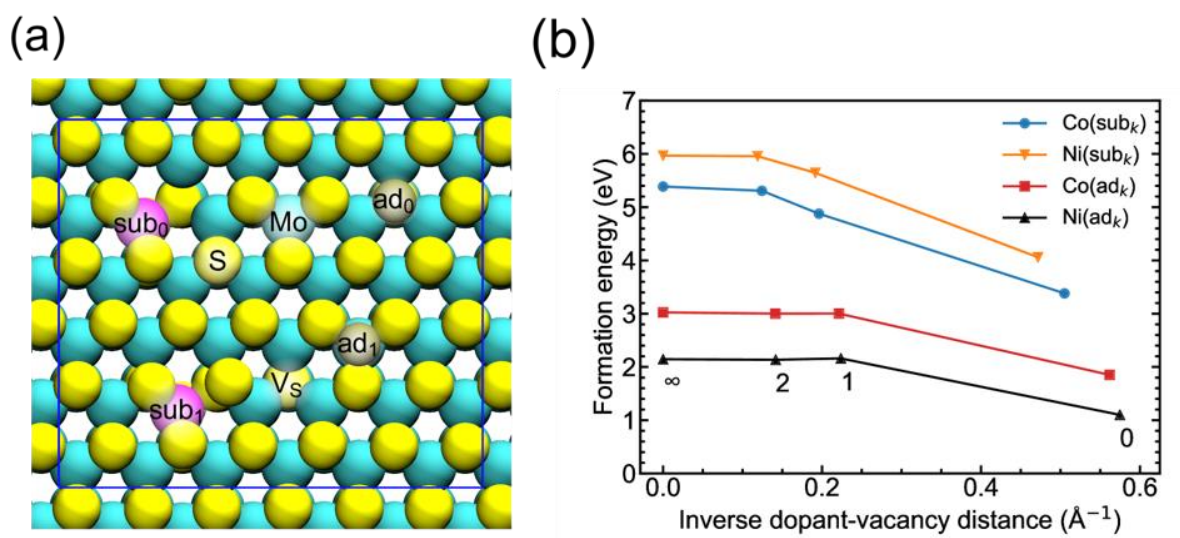 (a)
(b)
sub₀
Mo
ad₀
S
ad₁
V_S
sub₁
Formation energy (eV)
7
6
5
4
3
2
1
0
Co(subₖ)
Ni(subₖ)
Co(adₖ)
Ni(adₖ)
∞
2
1
0
0.0
0.2
0.4
0.6
Inverse dopant-vacancy distance (Å⁻¹)